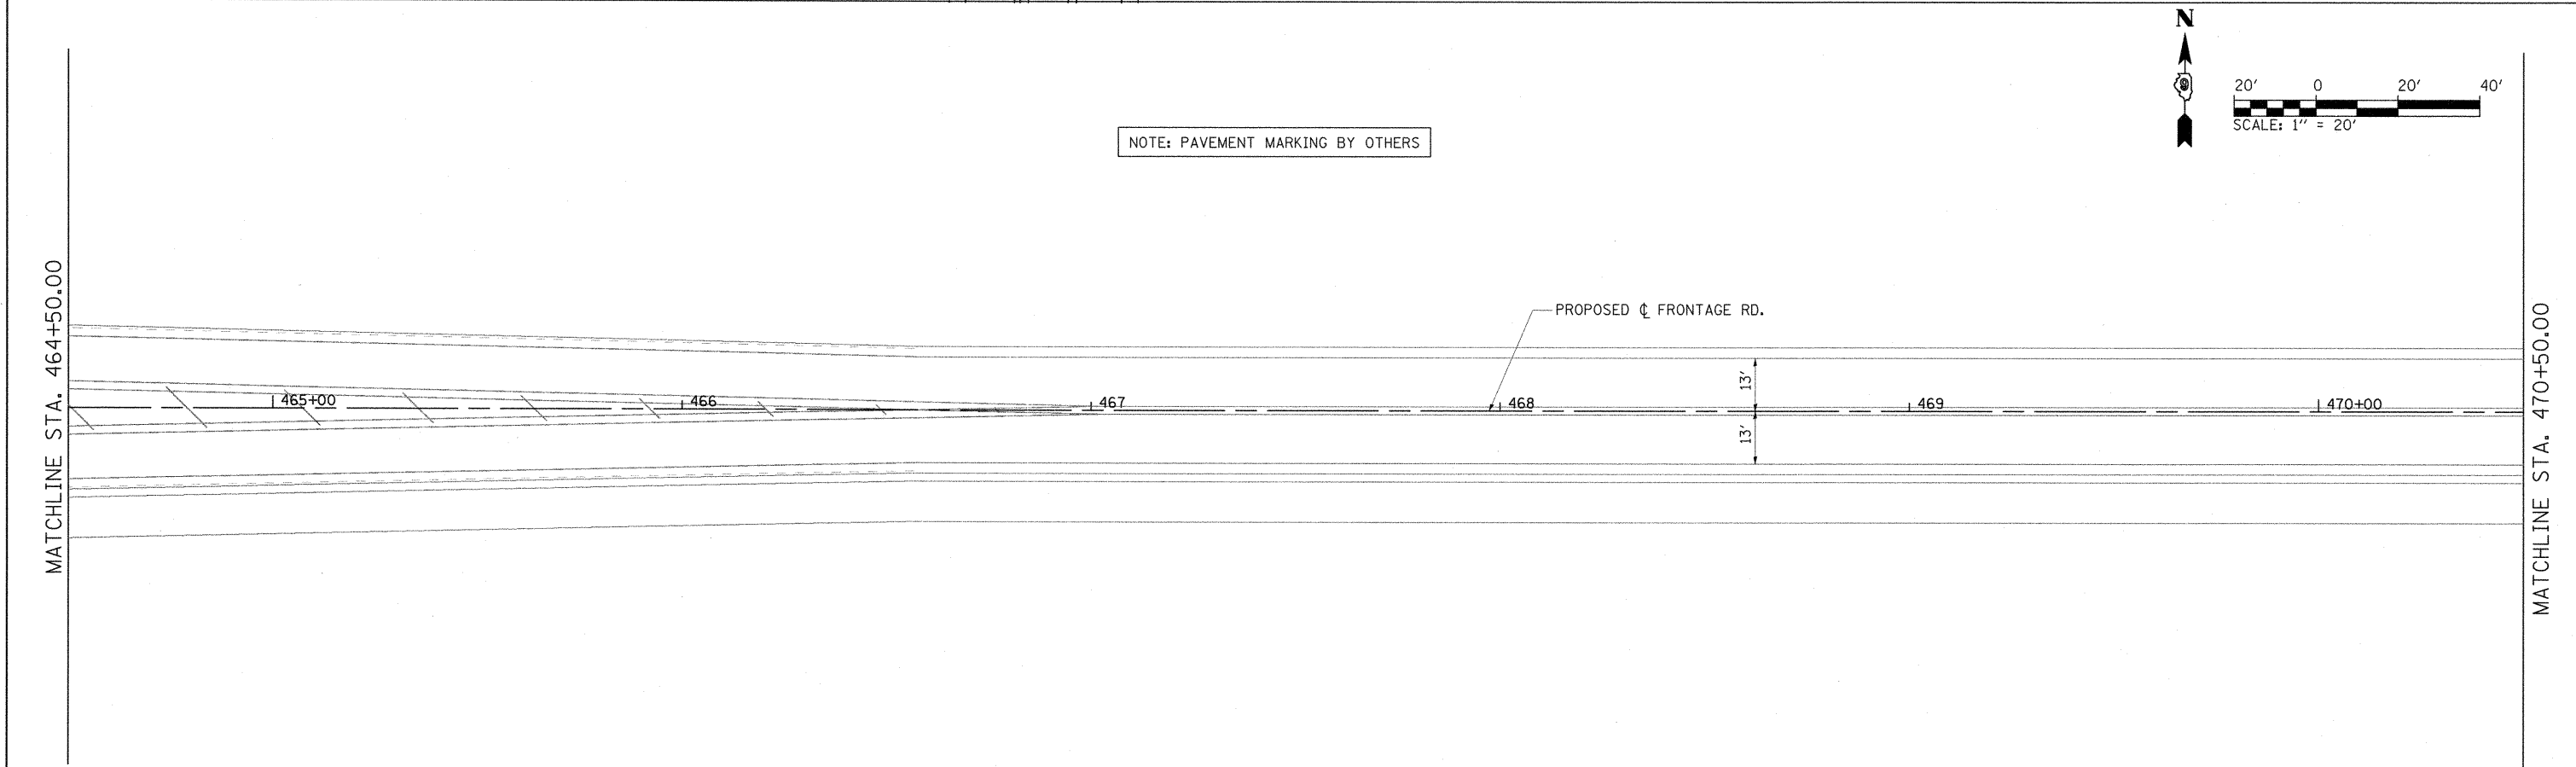 N
20' 0 20' 40'
SCALE: 1" = 20'
NOTE: PAVEMENT MARKING BY OTHERS
MATCHLINE STA. 464+50.00
PROPOSED ℄ FRONTAGE RD.
13'
465+00 466 467 468 469 470+00
13'
MATCHLINE STA. 470+50.00